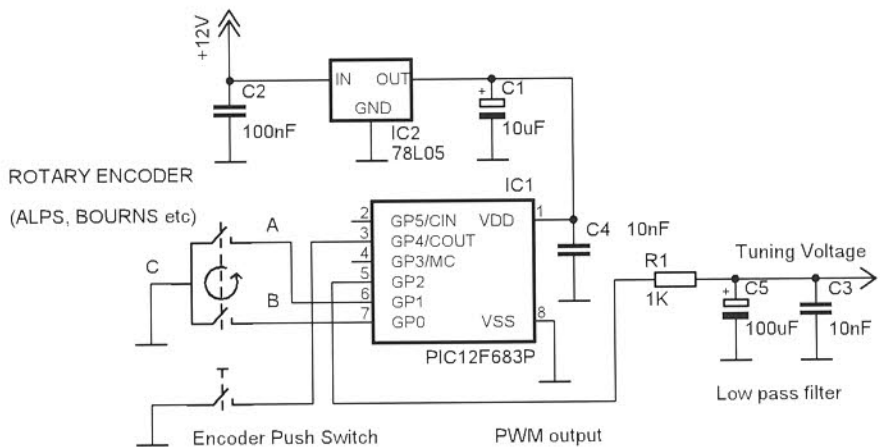 +12V
C2
100nF
IN OUT
GND
IC2
78L05
C1
+
10uF
ROTARY ENCODER
(ALPS, BOURNS etc)
A
C
B
IC1
2 GP5/CIN VDD 1
3 GP4/COUT
4 GP3/MC
5 GP2
6 GP1
7 GP0 VSS 8
PIC12F683P
C4 10nF
R1
1K
Tuning Voltage
+
C5
100uF
C3
10nF
Low pass filter
Encoder Push Switch
PWM output